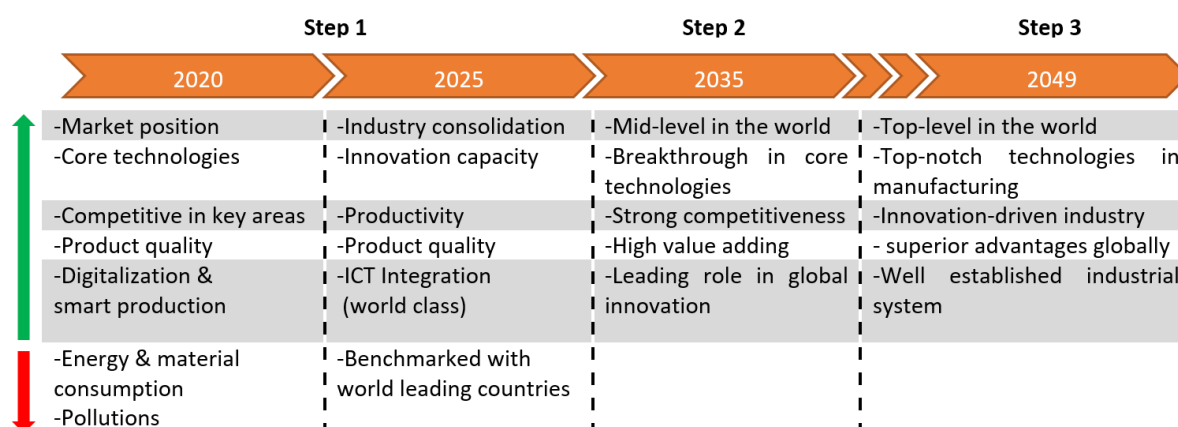 Step 1
Step 2
Step 3
2020
2025
2035
2049
-Market position
-Industry consolidation
-Mid-level in the world
-Top-level in the world
-Core technologies
-Innovation capacity
-Breakthrough in core
technologies
-Top-notch technologies in
manufacturing
-Competitive in key areas
-Productivity
-Strong competitiveness
-Innovation-driven industry
-Product quality
-Product quality
-High value adding
- superior advantages globally
-Digitalization &
smart production
-ICT Integration
(world class)
-Leading role in global
innovation
-Well established industrial
system
-Energy & material
consumption
-Pollutions
-Benchmarked with
world leading countries